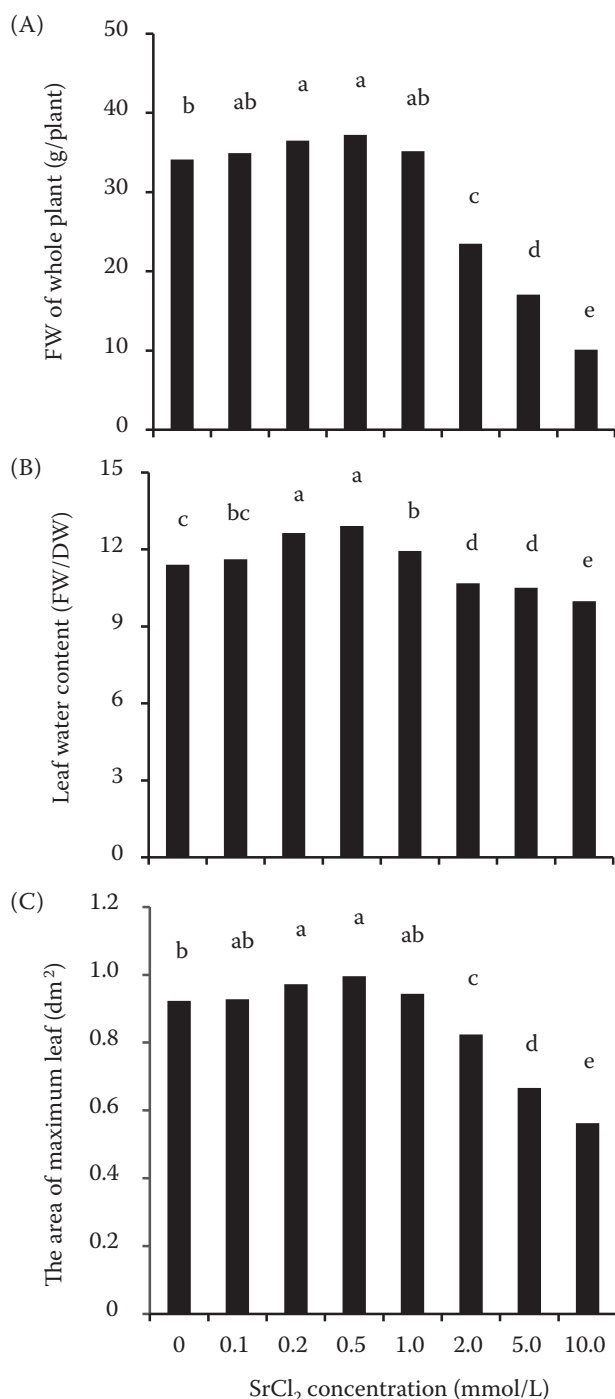 (A)
FW of whole plant (g/plant)
50
40
30
20
10
0
b ab a a ab c d e
(B)
Leaf water content (FW/DW)
15
12
9
6
3
0
c bc a a b d d e
(C)
The area of maximum leaf (dm²)
1.2
1.0
0.8
0.6
0.4
0.2
0
b ab a a ab c d e
0 0.1 0.2 0.5 1.0 2.0 5.0 10.0
SrCl₂ concentration (mmol/L)